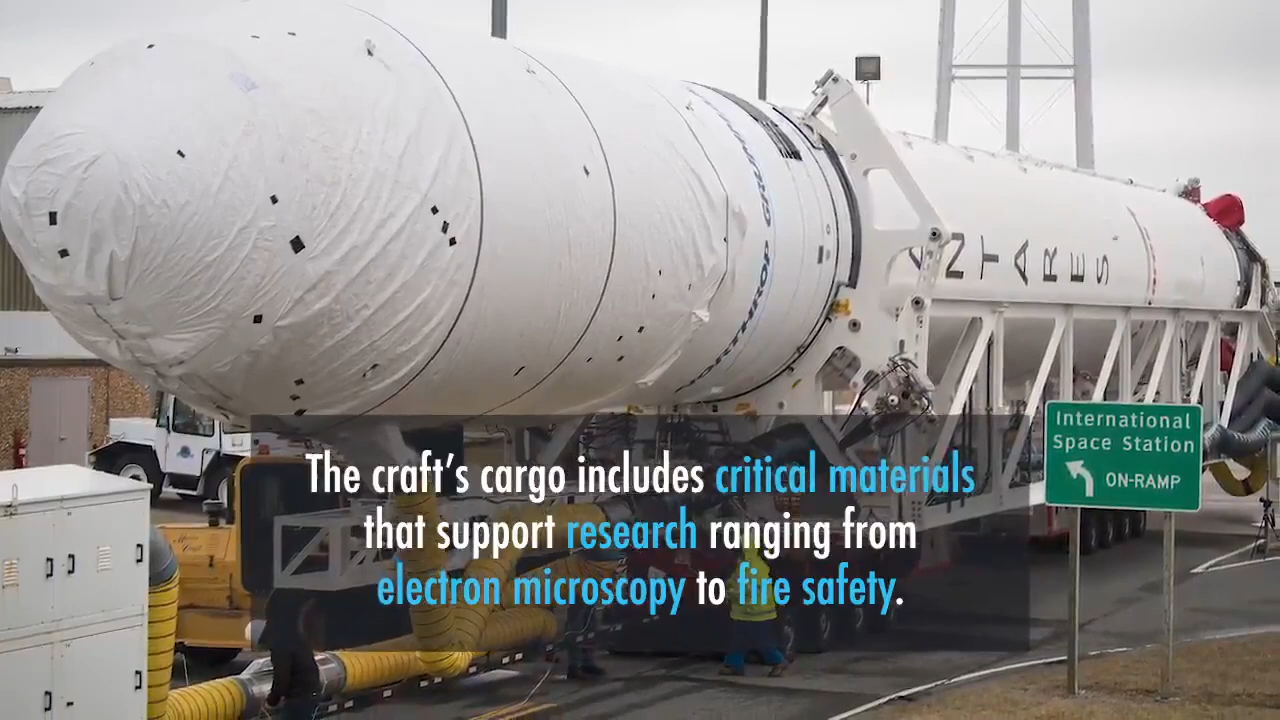 NORTHROP GRUMM
ANTARES
International
Space Station
ON-RAMP
The craft's cargo includes critical materials
that support research ranging from
electron microscopy to fire safety.